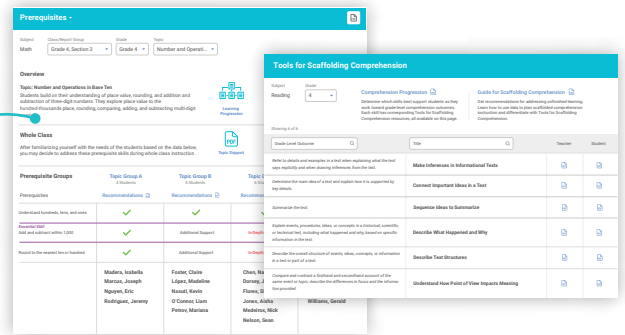 Prerequisites -
Subject
Class/Report Group
Grade
Topic
Math
Grade 4, Section 3
Grade 4
Number and Operati...
Overview
Topic: Number and Operations in Base Ten
Students build on their understanding of place value, rounding, and addition and
subtraction of three-digit numbers. They explore place value to the
hundred-thousands place, rounding, comparing, adding, and subtracting multi-digit
Learning
Progression
Whole Class
After familiarizing yourself with the needs of the students based on the data below,
you may decide to address these prerequisite skills during whole class instruction.
PDF
Topic Support
Prerequisite Groups
Topic Group A
4 Students
Topic Group B
6 Students
Prerequisites
Recommendations
Recommendations
Understand hundreds, tens, and ones
Essential Skill
Add and subtract within 1,000
Additional Support
Round to the nearest ten or hundred
Additional Support
Madera, Isabella
Marcus, Joseph
Nguyen, Eric
Rodriguez, Jeremy
Foster, Claire
López, Madeline
Nasuti, Kevin
O'Connor, Liam
Petrov, Mariana
Chen, Na
Dorsey, J
Flores, S
Jones, Aisha
Medeiros, Nick
Nelson, Sean
Williams, Gerald
Tools for Scaffolding Comprehension
Subject
Grade
Reading
4
Comprehension Progression
Determine which skills best support students as they
work toward grade-level comprehension outcomes.
Each skill has corresponding Tools for Scaffolding
Comprehension resources, all available on this page.
Guide for Scaffolding Comprehension
Get recommendations for addressing unfinished learning.
Learn how to use data to plan scaffolded comprehension
instruction and differentiate with Tools for Scaffolding
Comprehension.
Showing 6 of 6
Grade-Level Outcome
Title
Teacher
Student
Refer to details and examples in a text when explaining what the text
says explicitly and when drawing inferences from the text.
Make Inferences in Informational Texts
Determine the main idea of a text and explain how it is supported by
key details.
Connect Important Ideas in a Text
Summarize the text.
Sequence Ideas to Summarize
Explain events, procedures, ideas, or concepts in a historical, scientific,
or technical text, including what happened and why, based on specific
information in the text.
Describe What Happened and Why
Describe the overall structure of events, ideas, concepts, or information
in a text or part of a text.
Describe Text Structures
Compare and contrast a firsthand and secondhand account of the
same event or topic; describe the differences in focus and the informa-
tion provided.
Understand How Point of View Impacts Meaning